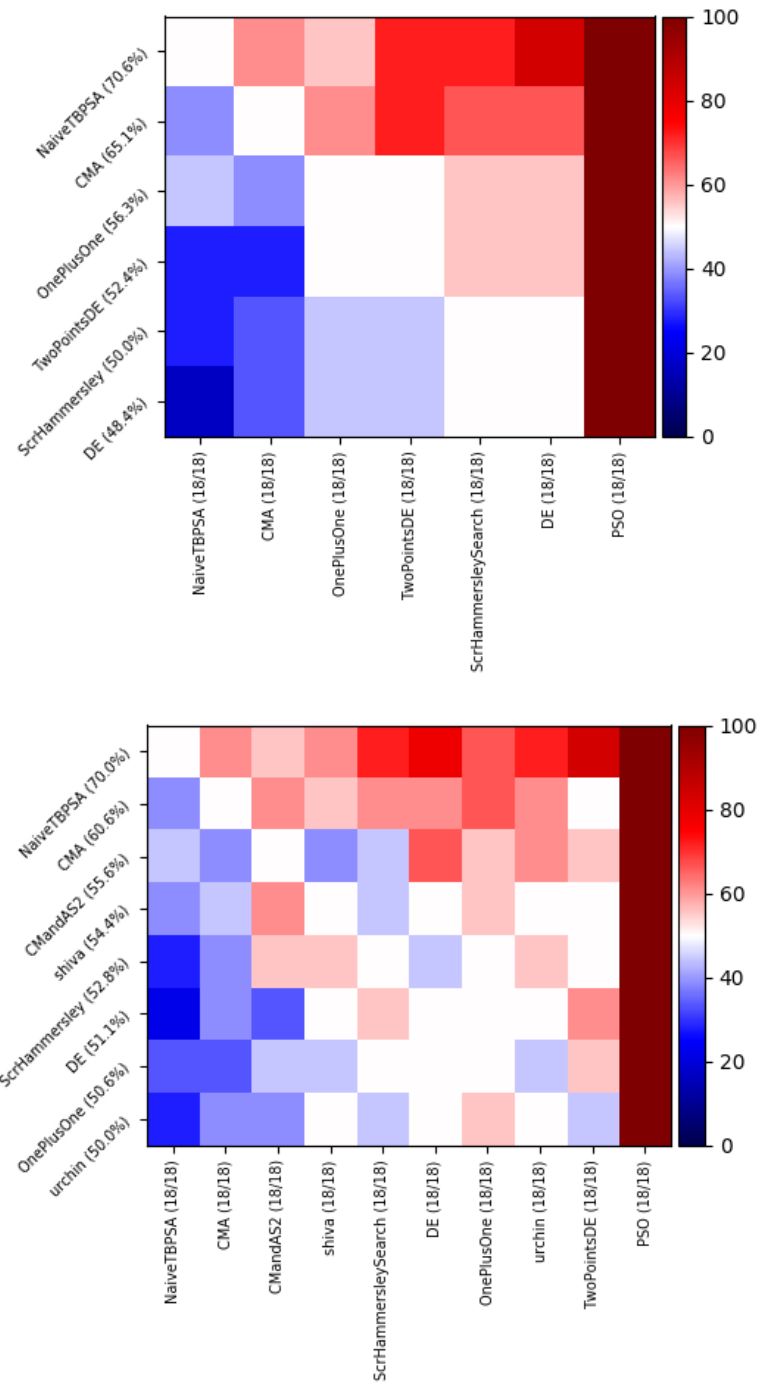 NaiveTBPSA (70.6%)
CMA (65.1%)
OnePlusOne (56.3%)
TwoPointsDE (52.4%)
ScrHammersley (50.0%)
DE (48.4%)
100
80
60
40
20
0
NaiveTBPSA (18/18)
CMA (18/18)
OnePlusOne (18/18)
TwoPointsDE (18/18)
ScrHammersleySearch (18/18)
DE (18/18)
PSO (18/18)
NaiveTBPSA (70.0%)
CMA (60.6%)
CMandAS2 (55.6%)
shiva (54.4%)
ScrHammersley (52.8%)
DE (51.1%)
OnePlusOne (50.6%)
urchin (50.0%)
100
80
60
40
20
0
NaiveTBPSA (18/18)
CMA (18/18)
CMandAS2 (18/18)
shiva (18/18)
ScrHammersleySearch (18/18)
DE (18/18)
OnePlusOne (18/18)
urchin (18/18)
TwoPointsDE (18/18)
PSO (18/18)